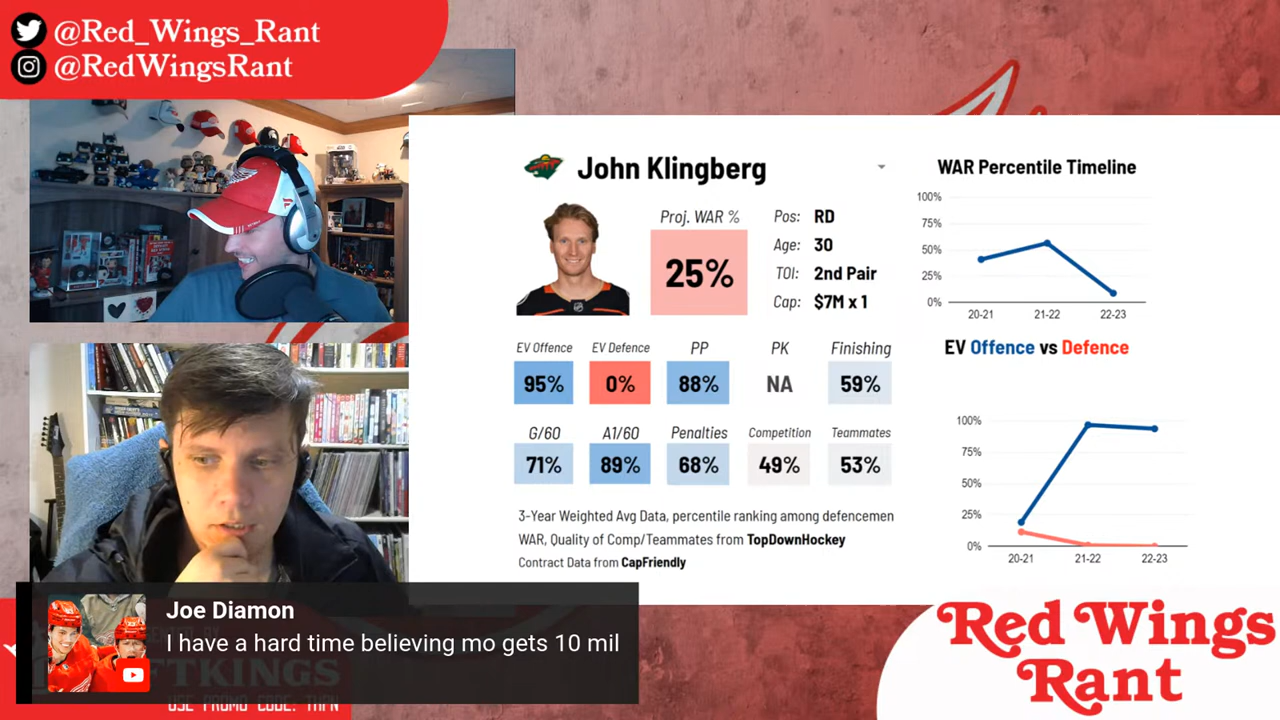 @Red_Wings_Rant
@RedWingsRant
John Klingberg
Proj. WAR %
25%
Pos: RD
Age: 30
TOI: 2nd Pair
Cap: $7M x 1
EV Offence
EV Defence
PP
PK
Finishing
95%
0%
88%
NA
59%
G/60
A1/60
Penalties
Competition
Teammates
71%
89%
68%
49%
53%
3-Year Weighted Avg Data, percentile ranking among defencemen
WAR, Quality of Comp/Teammates from TopDownHockey
Contract Data from CapFriendly
WAR Percentile Timeline
100%
75%
50%
25%
0%
20-21
21-22
22-23
EV Offence vs Defence
100%
75%
50%
25%
0%
20-21
21-22
22-23
Joe Diamon
I have a hard time believing mo gets 10 mil
FTKINGS
USE PROMO CODE: THPN
Red Wings
Rant